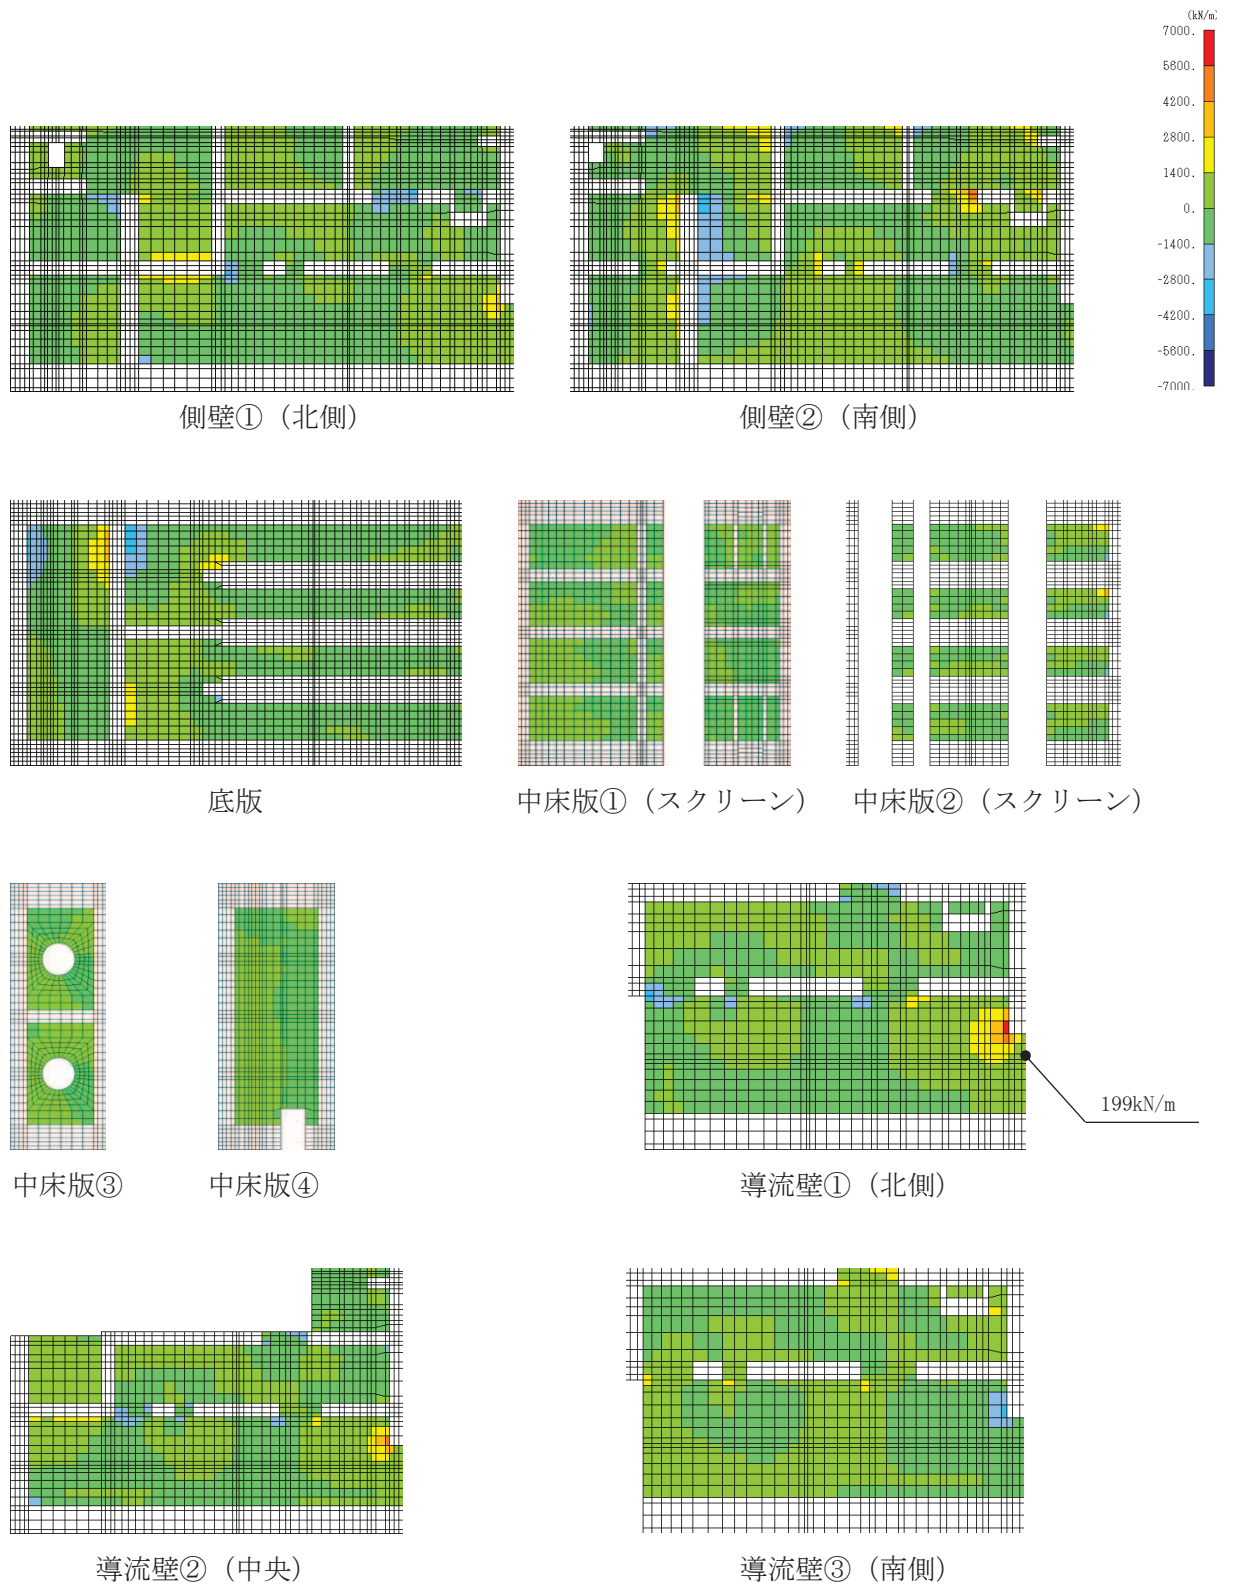 (kN/m)
7000.
5600.
4200.
2800.
1400.
0.
-1400.
-2800.
-4200.
-5600.
-7000.
側壁①（北側）
側壁②（南側）
底版
中床版①（スクリーン）
中床版②（スクリーン）
199kN/m
中床版③
中床版④
導流壁①（北側）
導流壁②（中央）
導流壁③（南側）